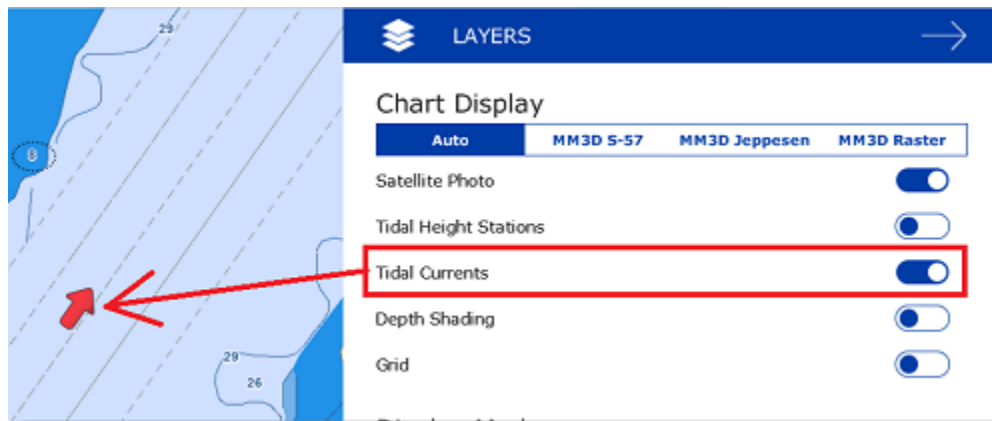 29
LAYERS
Chart Display
Auto MM3D S-57 MM3D Jeppesen MM3D Raster
8
Satellite Photo
Tidal Height Stations
Tidal Currents
Depth Shading
29
Grid
26